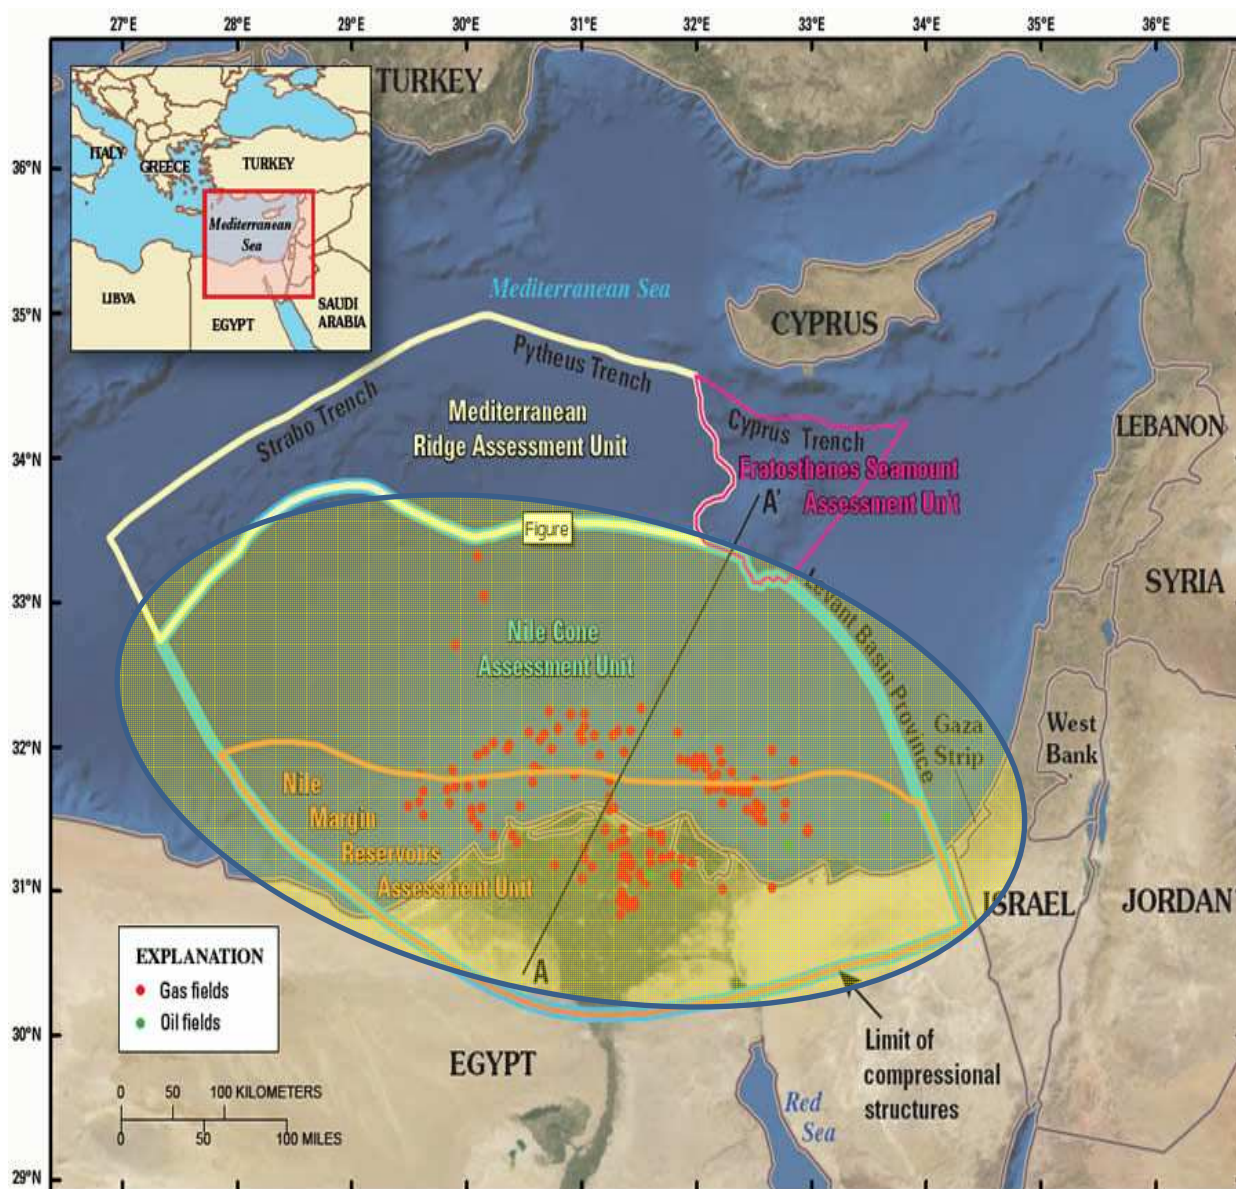 27°E 28°E 29°E 30°E 31°E 32°E 33°E 34°E 35°E 36°E
TURKEY
ITALY
GREECE
TURKEY
Mediterranean
Sea
LIBYA
EGYPT
SAUDI
ARABIA
36°N
35°N
34°N
33°N
32°N
31°N
30°N
29°N
Mediterranean Sea
CYPRUS
Pytheus Trench
Strabo Trench
Mediterranean
Ridge Assessment Unit
Cyprus Trench
Eratosthenes Seamount
Assessment Unit
A'
LEBANON
SYRIA
Figure
Levant Basin Province
Nile Cone
Assessment Unit
Gaza
Strip
West
Bank
Nile
Margin
Reservoirs
Assessment Unit
ISRAEL
JORDAN
A
EXPLANATION
Gas fields
Oil fields
0 50 100 KILOMETERS
0 50 100 MILES
EGYPT
Limit of
compressional
structures
Red
Sea